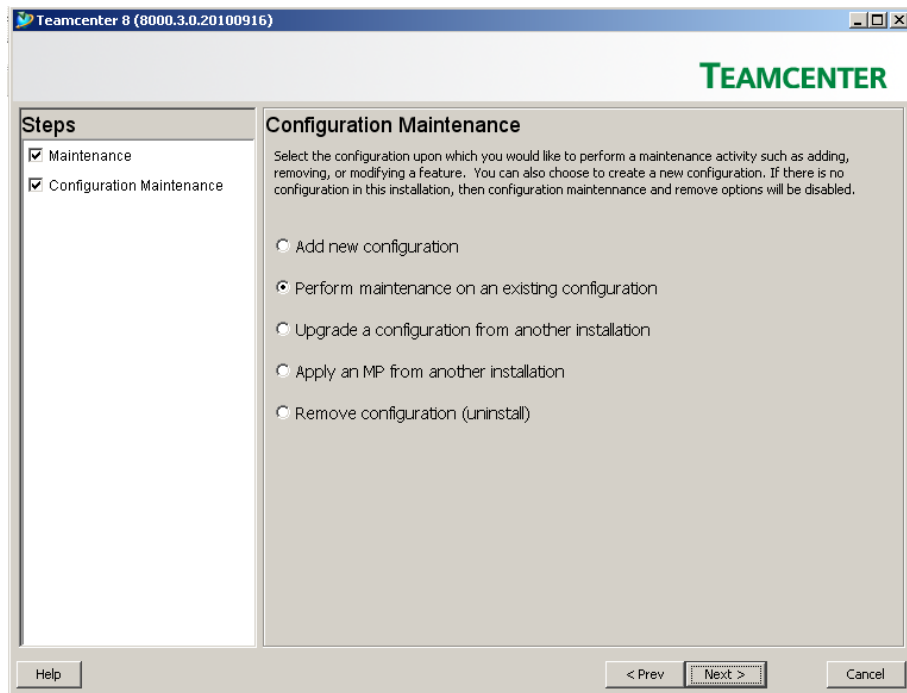 Teamcenter 8 (8000.3.0.20100916)
TEAMCENTER
Steps
Maintenance
Configuration Maintenance
Configuration Maintenance
Select the configuration upon which you would like to perform a maintenance activity such as adding,
removing, or modifying a feature. You can also choose to create a new configuration. If there is no
configuration in this installation, then configuration maintennance and remove options will be disabled.
Add new configuration
Perform maintenance on an existing configuration
Upgrade a configuration from another installation
Apply an MP from another installation
Remove configuration (uninstall)
Help
< Prev
Next >
Cancel